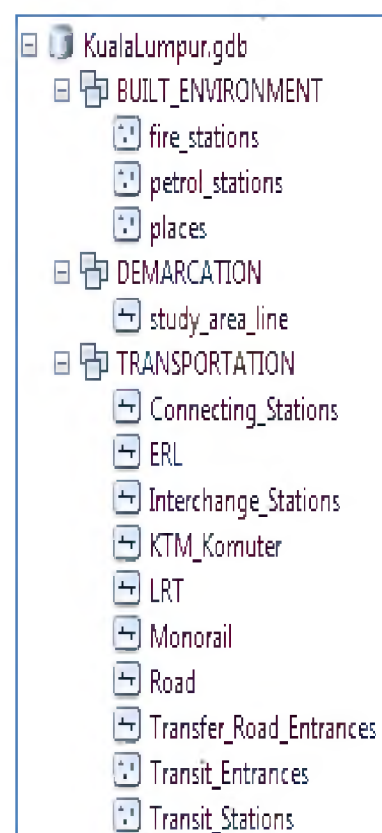 KualaLumpur.gdb
BUILT_ENVIRONMENT
fire_stations
petrol_stations
places
DEMARCATION
study_area_line
TRANSPORTATION
Connecting_Stations
ERL
Interchange_Stations
KTM_Komuter
LRT
Monorail
Road
Transfer_Road_Entrances
Transit_Entrances
Transit_Stations